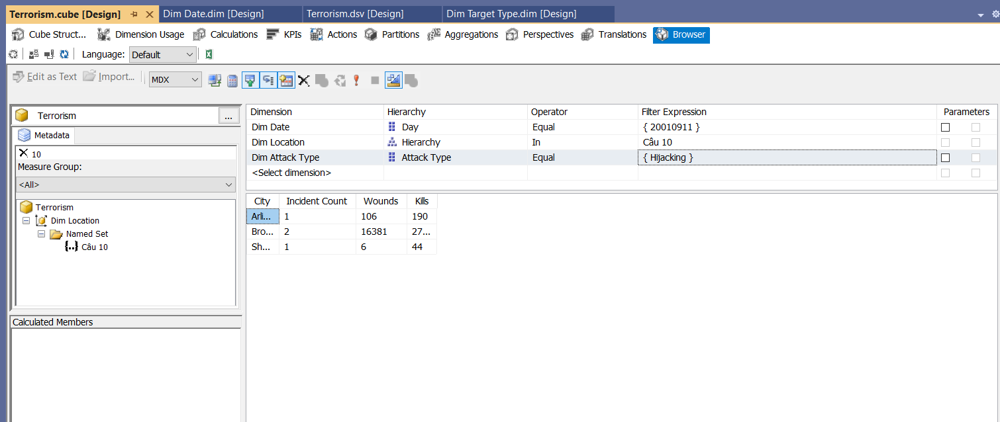 Terrorism.cube [Design] Dim Date.dim [Design] Terrorism.dsv [Design] Dim Target Type.dim [Design]
Cube Struct... Dimension Usage Calculations KPIs Actions Partitions Aggregations Perspectives Translations Browser
Language: Default
Edit as Text Import... MDX
Terrorism ...
Metadata
10
Measure Group:
<All>
Terrorism
Dim Location
Named Set
Câu 10
Calculated Members
Dimension Hierarchy Operator Filter Expression Parameters
Dim Date Day Equal { 20010911 }
Dim Location Hierarchy In Câu 10
Dim Attack Type Attack Type Equal { Hijacking }
<Select dimension>
City Incident Count Wounds Kills
Arli... 1 106 190
Bro... 2 16381 27...
Sh... 1 6 44